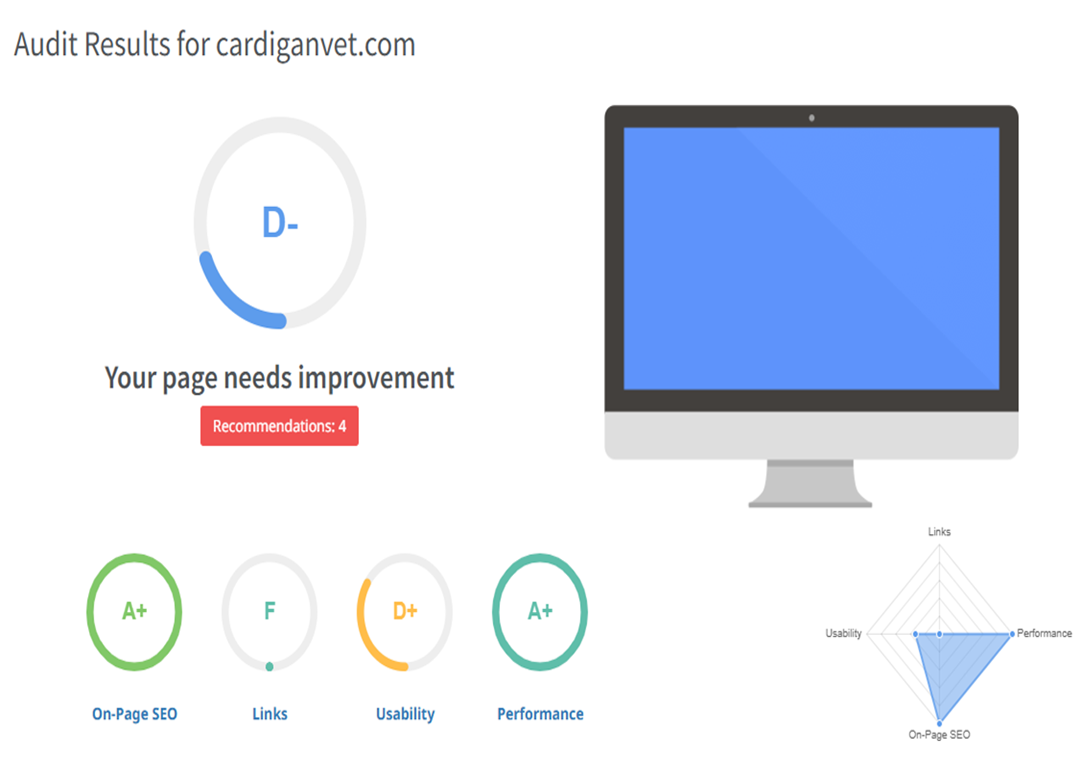 Audit Results for cardiganvet.com
D-
Your page needs improvement
Recommendations: 4
A+
F
D+
A+
On-Page SEO
Links
Usability
Performance
Links
Usability
Performance
On-Page SEO